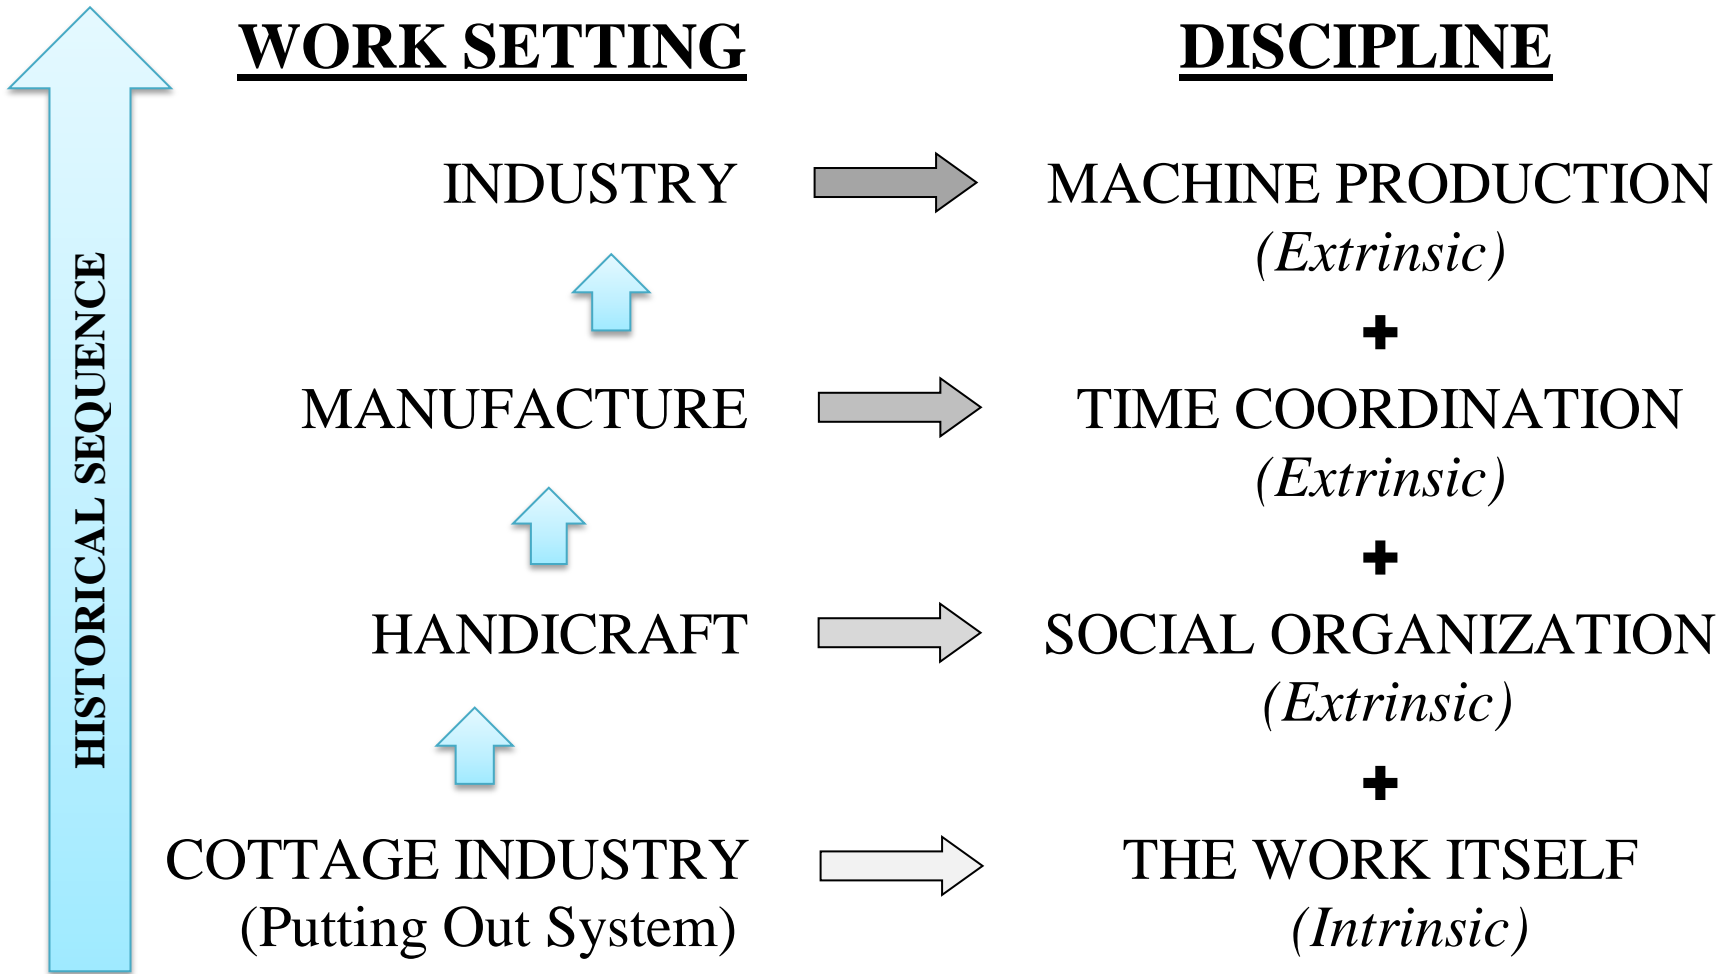 WORK SETTING
DISCIPLINE
HISTORICAL SEQUENCE
INDUSTRY
MACHINE PRODUCTION
(Extrinsic)
+
MANUFACTURE
TIME COORDINATION
(Extrinsic)
+
HANDICRAFT
SOCIAL ORGANIZATION
(Extrinsic)
+
COTTAGE INDUSTRY
(Putting Out System)
THE WORK ITSELF
(Intrinsic)